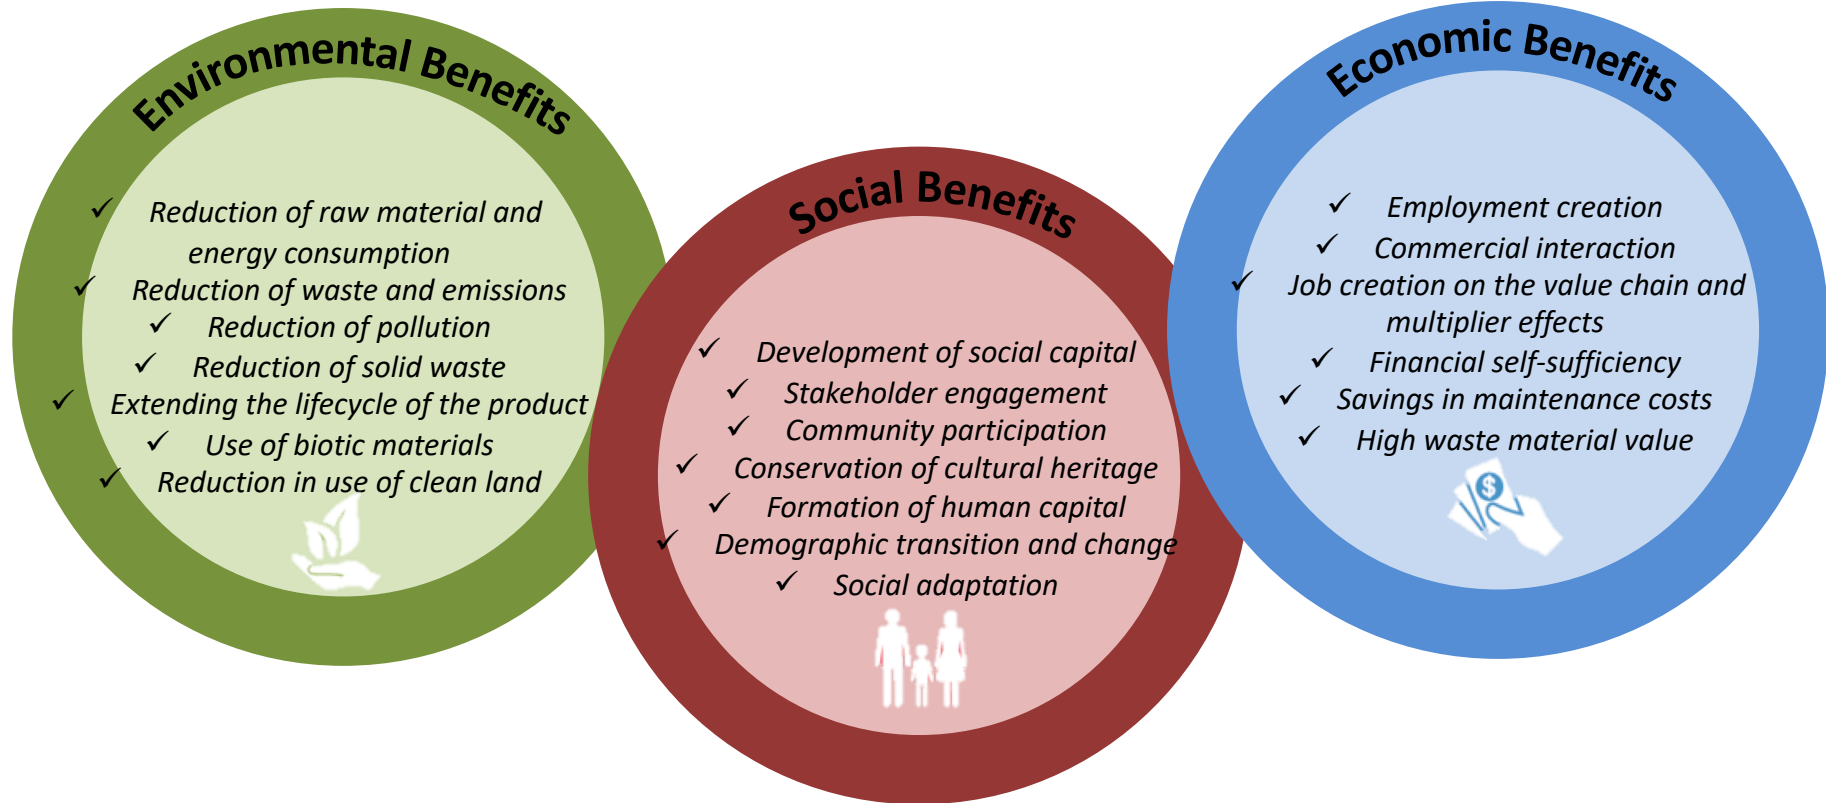 Environmental Benefits
✓ Reduction of raw material and
energy consumption
✓ Reduction of waste and emissions
✓ Reduction of pollution
✓ Reduction of solid waste
✓ Extending the lifecycle of the product
✓ Use of biotic materials
✓ Reduction in use of clean land
Social Benefits
✓ Development of social capital
✓ Stakeholder engagement
✓ Community participation
✓ Conservation of cultural heritage
✓ Formation of human capital
✓ Demographic transition and change
✓ Social adaptation
Economic Benefits
✓ Employment creation
✓ Commercial interaction
✓ Job creation on the value chain and
multiplier effects
✓ Financial self-sufficiency
✓ Savings in maintenance costs
✓ High waste material value
$